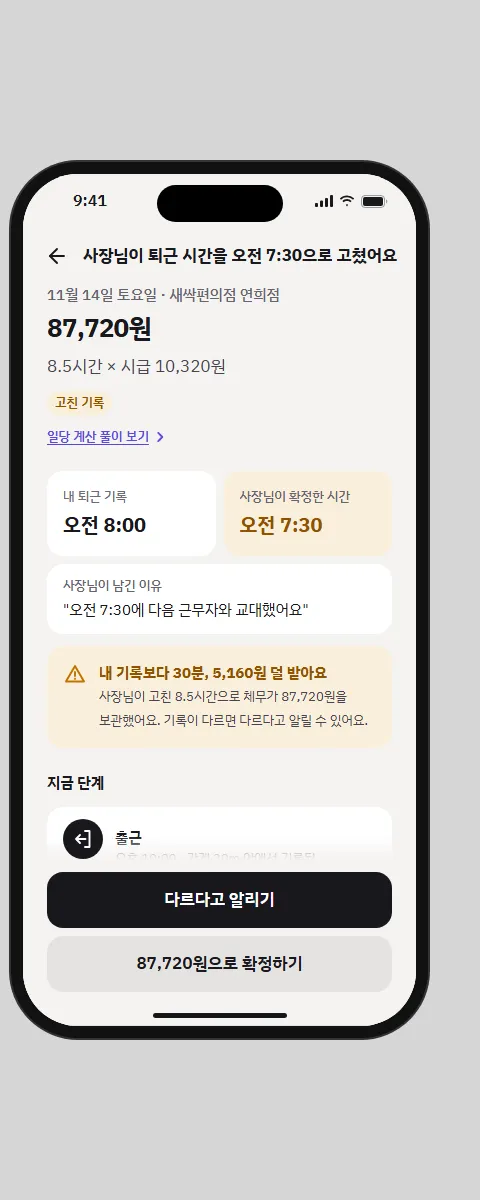 9:41
사장님이 퇴근 시간을 오전 7:30으로 고쳤어요
11월 14일 토요일 · 새싹편의점 연희점
87,720원
8.5시간 × 시급 10,320원
고친 기록
일당 계산 풀이 보기
내 퇴근 기록
오전 8:00
사장님이 확정한 시간
오전 7:30
사장님이 남긴 이유
"오전 7:30에 다음 근무자와 교대했어요"
내 기록보다 30분, 5,160원 덜 받아요
사장님이 고친 8.5시간으로 체무가 87,720원을
보관했어요. 기록이 다르면 다르다고 알릴 수 있어요.
지금 단계
출근
다르다고 알리기
87,720원으로 확정하기